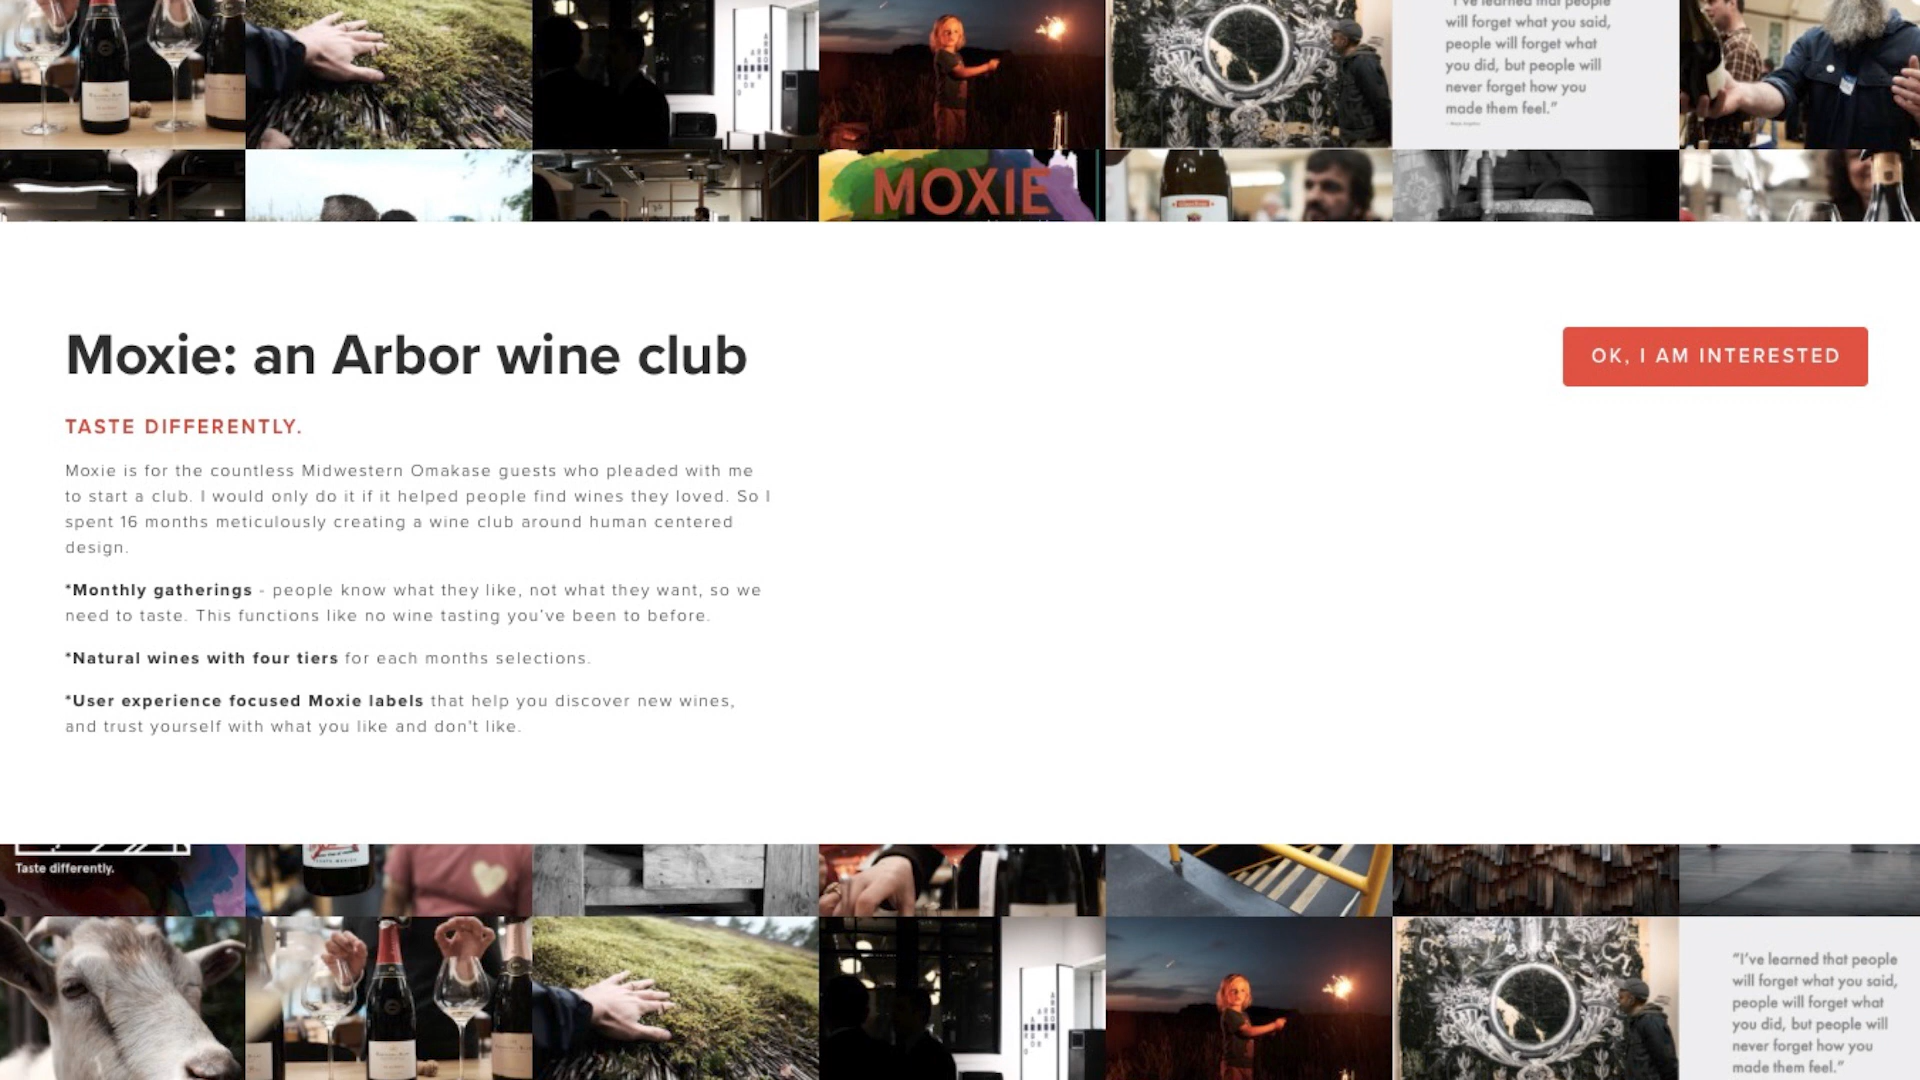 "I've learned that people
will forget what you said,
people will forget what
you did, but people will
never forget how you
made them feel."
MOXIE
Moxie: an Arbor wine club
OK, I AM INTERESTED
TASTE DIFFERENTLY.
Moxie is for the countless Midwestern Omakase guests who pleaded with me
to start a club. I would only do it if it helped people find wines they loved. So I
spent 16 months meticulously creating a wine club around human centered
design.
*Monthly gatherings - people know what they like, not what they want, so we
need to taste. This functions like no wine tasting you've been to before.
*Natural wines with four tiers for each months selections.
*User experience focused Moxie labels that help you discover new wines,
and trust yourself with what you like and don't like.
Taste differently.
"I've learned that people
will forget what you said,
people will forget what
you did, but people will
never forget how you
made them feel."